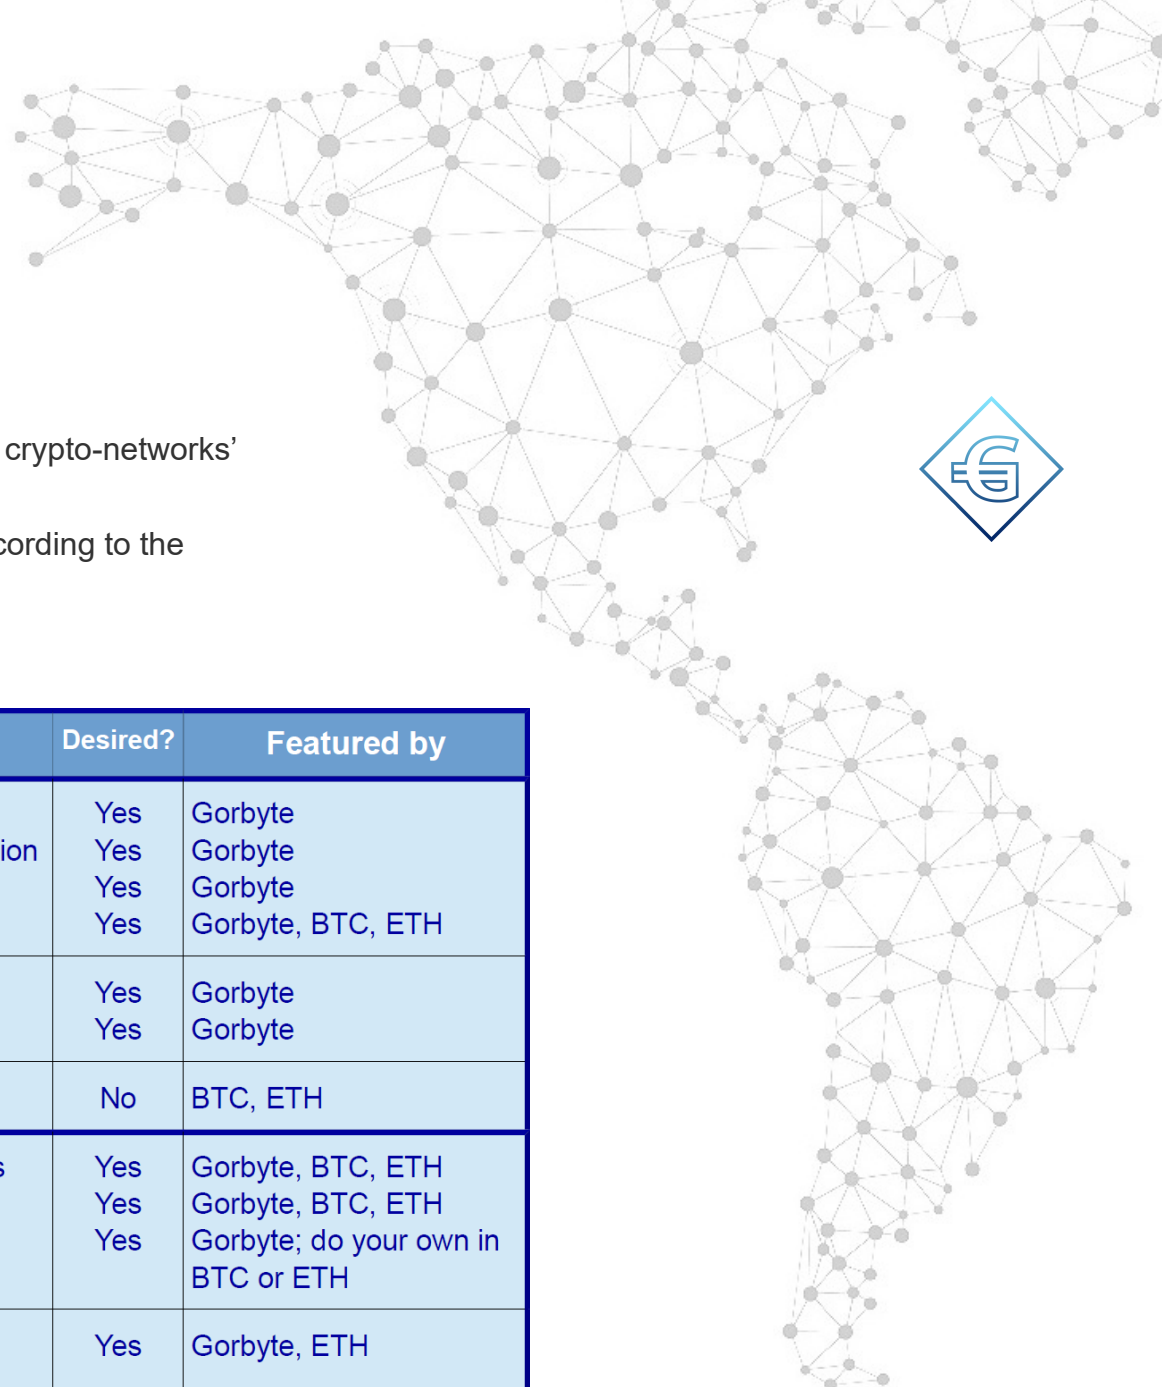 crypto-networks’
cording to the
Desired? Featured by
Yes Gorbyte
ion Yes Gorbyte
Yes Gorbyte
Yes Gorbyte, BTC, ETH
Yes Gorbyte
Yes Gorbyte
No BTC, ETH
s Yes Gorbyte, BTC, ETH
Yes Gorbyte, BTC, ETH
Yes Gorbyte; do your own in
BTC or ETH
Yes Gorbyte, ETH